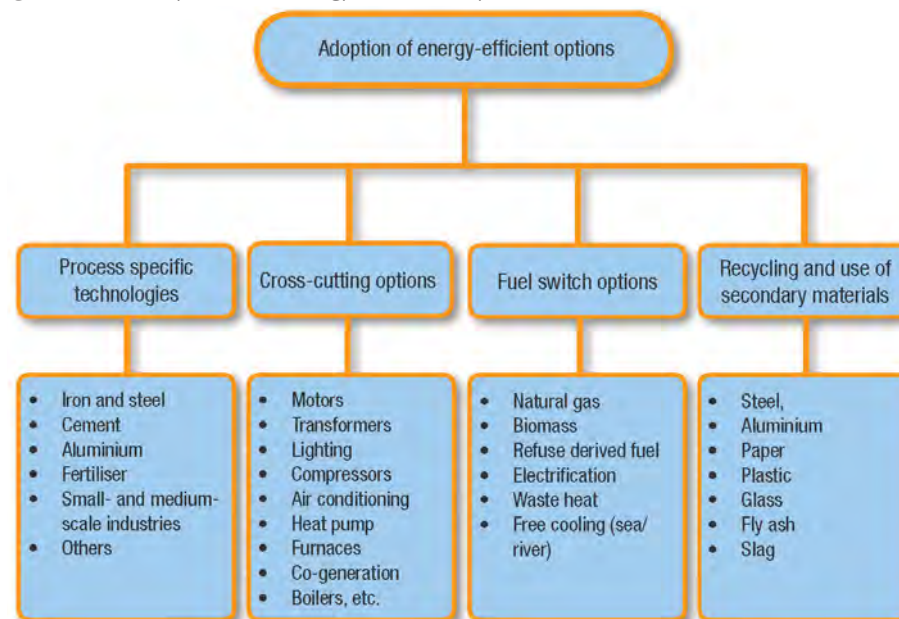 Adoption of energy-efficient options
Process specific
technologies
Cross-cutting options
Fuel switch options
Recycling and use of
secondary materials
• Iron and steel
• Cement
• Aluminium
• Fertiliser
• Small- and medium-
scale industries
• Others
• Motors
• Transformers
• Lighting
• Compressors
• Air conditioning
• Heat pump
• Furnaces
• Co-generation
• Boilers, etc.
• Natural gas
• Biomass
• Refuse derived fuel
• Electrification
• Waste heat
• Free cooling (sea/
river)
• Steel,
• Aluminium
• Paper
• Plastic
• Glass
• Fly ash
• Slag